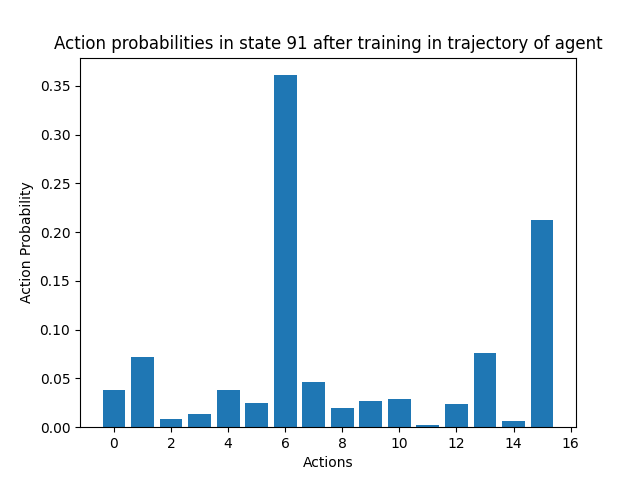 Action probabilities in state 91 after training in trajectory of agent
0.35
0.30
0.25
0.20
0.15
0.10
0.05
0.00
Action Probability
0 2 4 6 8 10 12 14 16
Actions